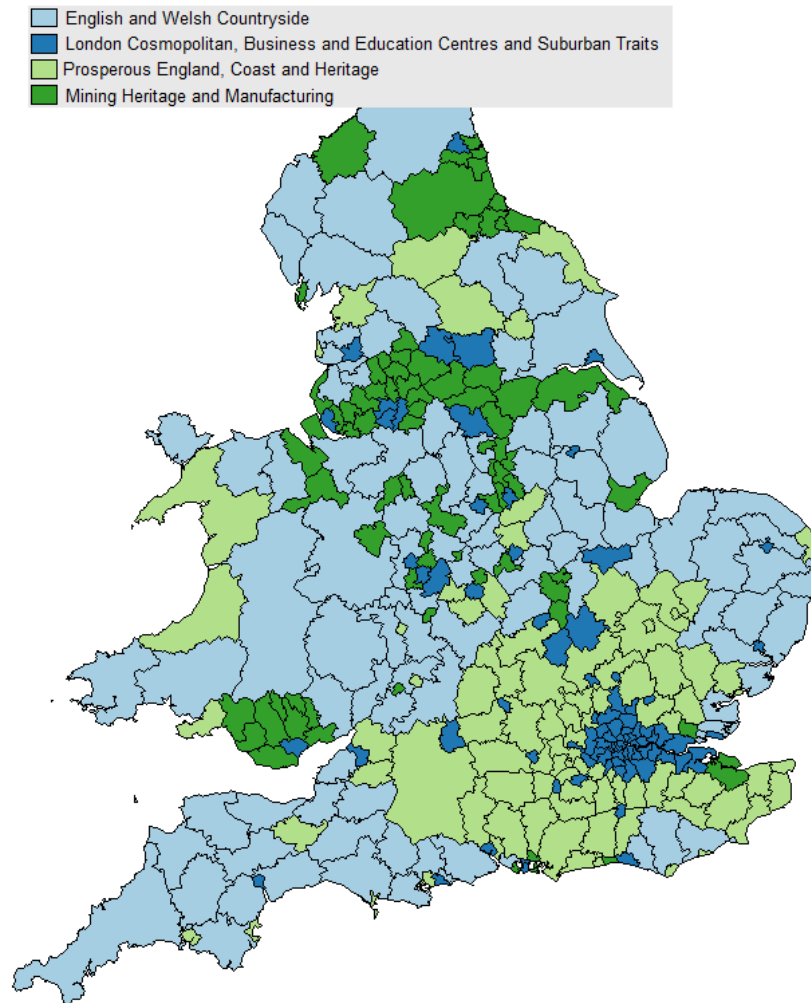 English and Welsh Countryside
London Cosmopolitan, Business and Education Centres and Suburban Traits
Prosperous England, Coast and Heritage
Mining Heritage and Manufacturing